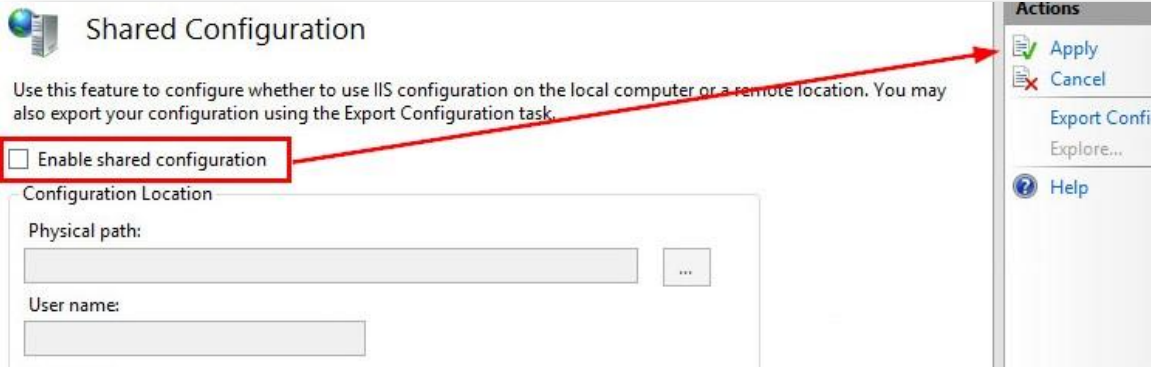 Shared Configuration
Use this feature to configure whether to use IIS configuration on the local computer or a remote location. You may
also export your configuration using the Export Configuration task.
Enable shared configuration
Configuration Location
Physical path:
...
User name:
Actions
Apply
Cancel
Export Confi
Explore...
Help